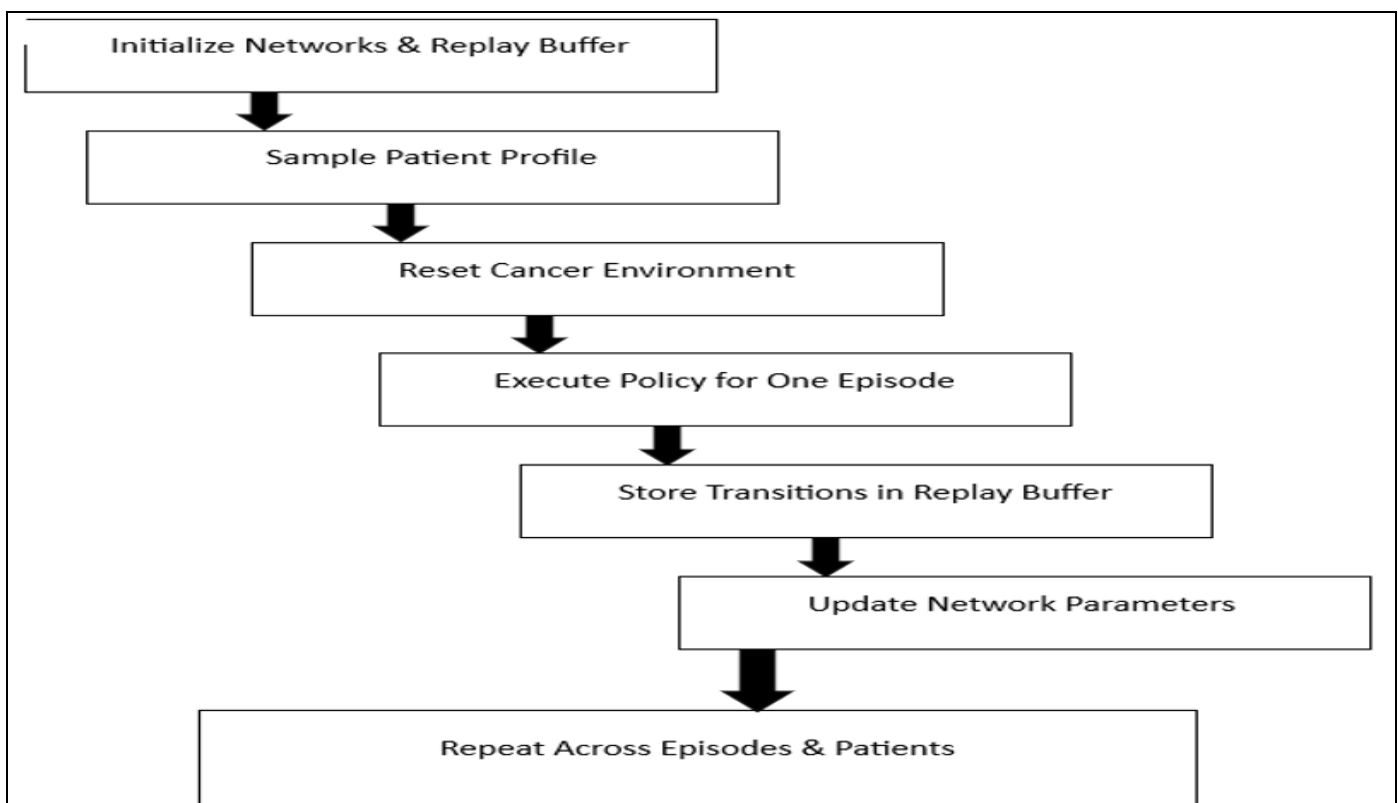 Initialize Networks & Replay Buffer
Sample Patient Profile
Reset Cancer Environment
Execute Policy for One Episode
Store Transitions in Replay Buffer
Update Network Parameters
Repeat Across Episodes & Patients